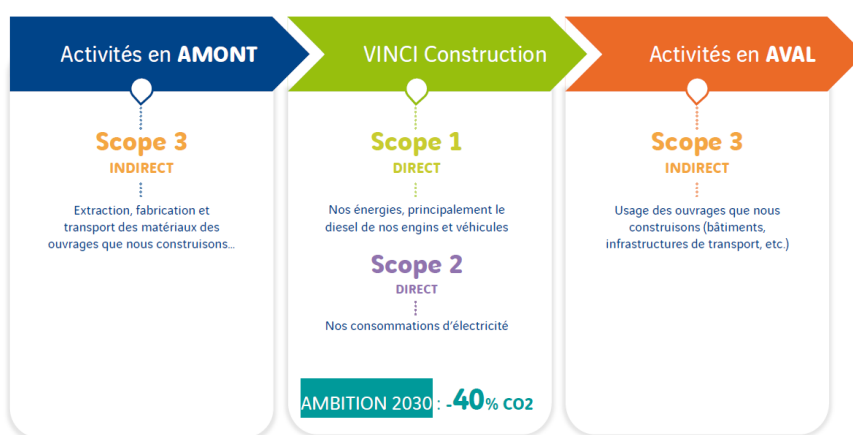 Activités en AMONT
Scope 3
INDIRECT
Extraction, fabrication et
transport des matériaux des
ouvrages que nous construisons...
VINCI Construction
Scope 1
DIRECT
Nos énergies, principalement le
diesel de nos engins et véhicules
Scope 2
DIRECT
Nos consommations d'électricité
AMBITION 2030 : -40% CO2
Activités en AVAL
Scope 3
INDIRECT
Usage des ouvrages que nous
construisons (bâtiments,
infrastructures de transport, etc.)